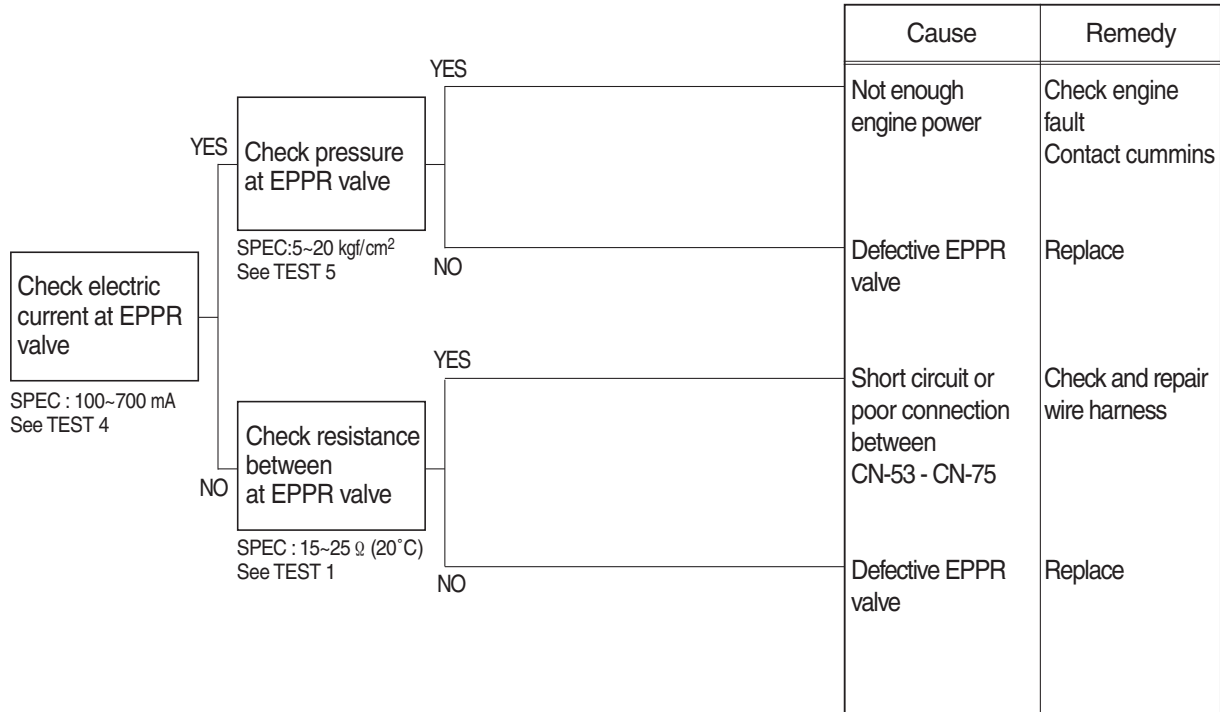 Cause
Remedy
YES
Not enough
engine power
Check engine
fault
Contact cummins
YES
Check pressure
at EPPR valve
SPEC:5~20 kgf/cm²
See TEST 5
NO
Defective EPPR
valve
Replace
Check electric
current at EPPR
valve
SPEC : 100~700 mA
See TEST 4
YES
Short circuit or
poor connection
between
CN-53 - CN-75
Check and repair
wire harness
NO
Check resistance
between
at EPPR valve
SPEC : 15~25 Ω (20˚C)
See TEST 1
NO
Defective EPPR
valve
Replace